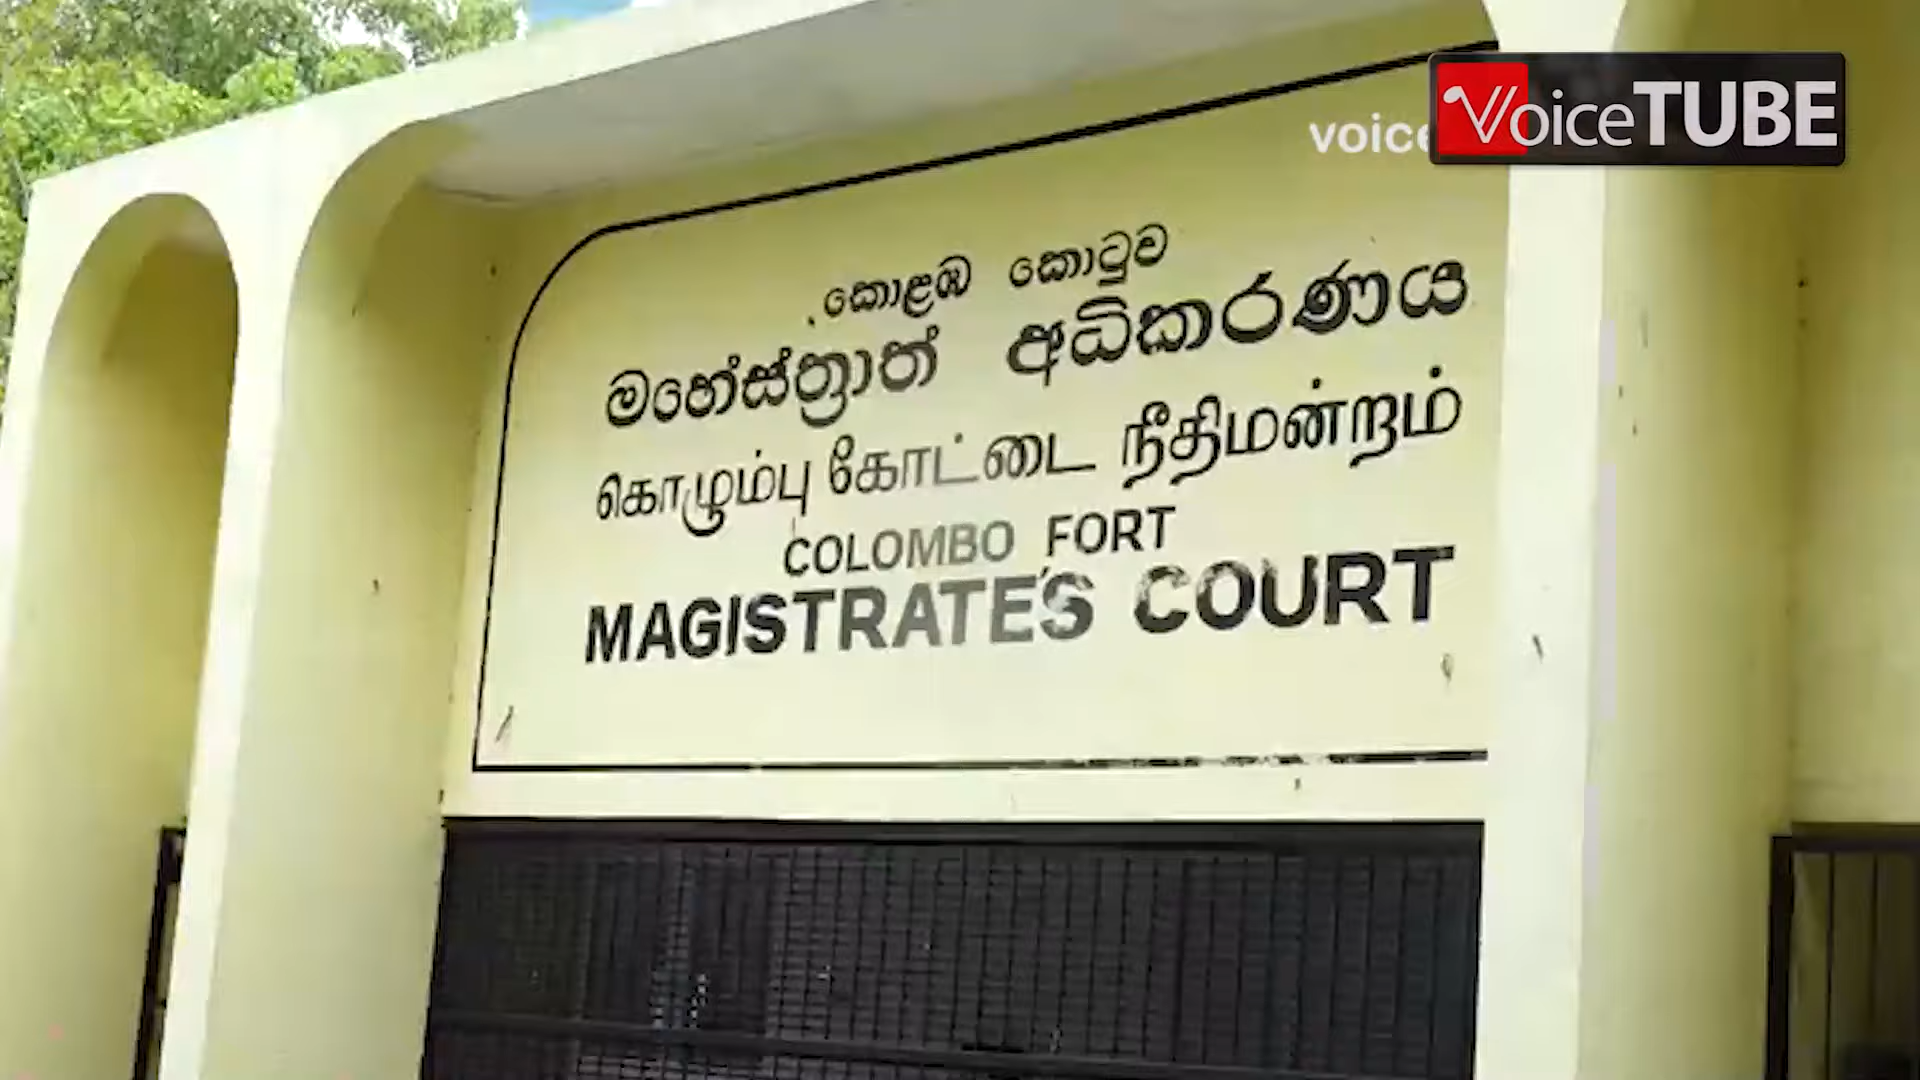 VoiceTUBE
voice
කොළඹ කොටුව
මහේස්ත්‍රාත් අධිකරණය
கொழும்பு கோட்டை நீதிமன்றம்
COLOMBO FORT
MAGISTRATE'S COURT